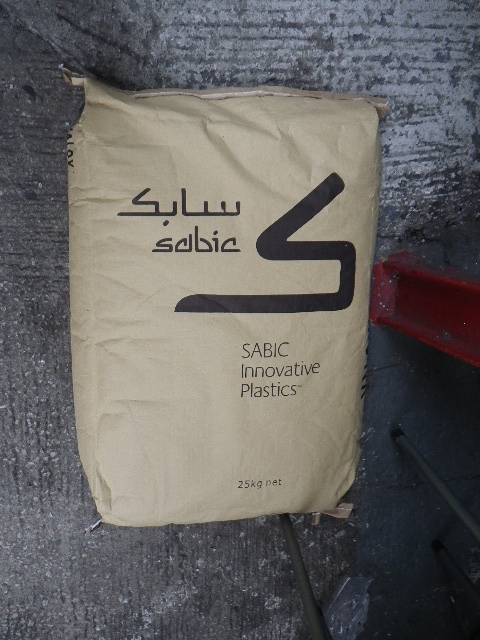 سابك
sabic
SABIC
Innovative
Plastics™
25kg net